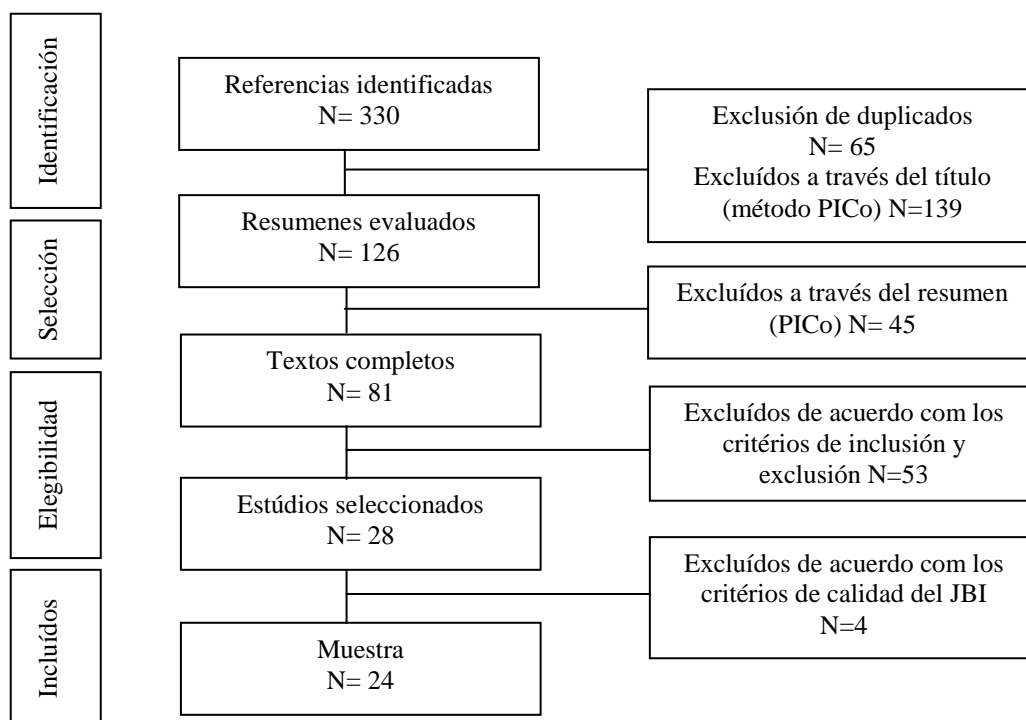 Identificación
Referencias identificadas
N= 330
Exclusión de duplicados
N= 65
Excluídos a través del título
(método PICo) N=139
Resumenes evaluados
N= 126
Selección
Excluídos a través del resumen
(PICo) N= 45
Textos completos
N= 81
Elegibilidad
Excluídos de acuerdo com los
critérios de inclusión y
exclusión N=53
Estúdios seleccionados
N= 28
Excluídos de acuerdo com los
critérios de calidad del JBI
N=4
Incluídos
Muestra
N= 24